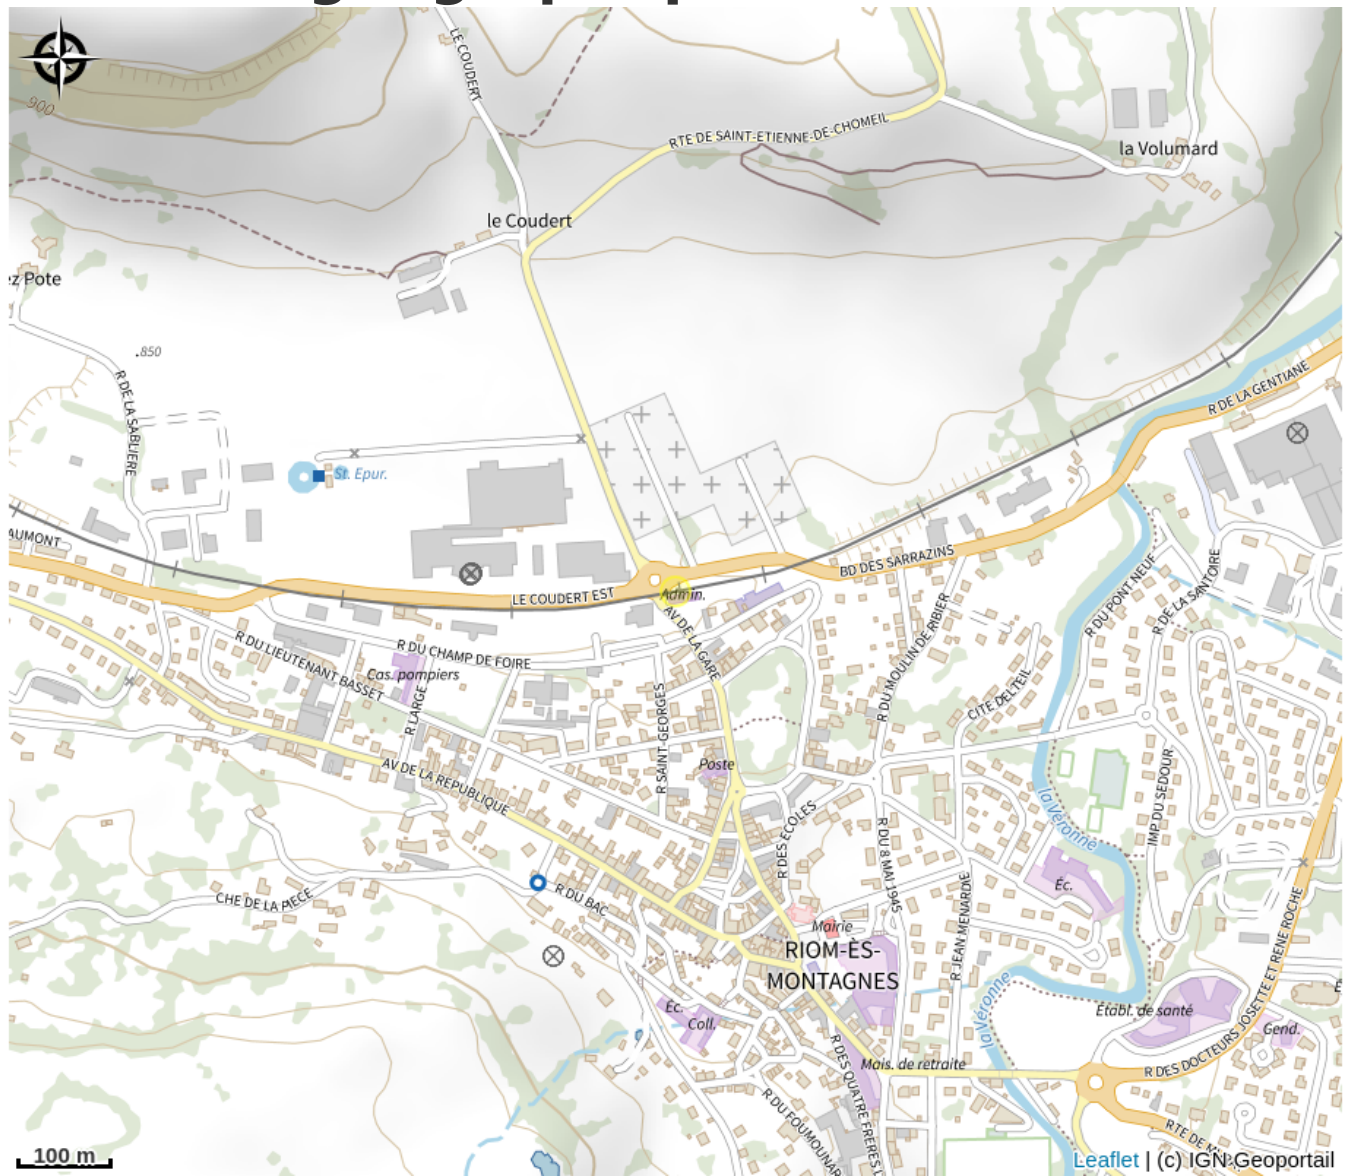 LE COUDERT
900
RTE DE SAINT-ETIENNE-DE-CHOMEIL
la Volumard
le Coudert
ez Pote
.850
R DE LA SABLIERE
R DE LA GENTIANE
St. Epur.
AUMONT
BD DES SARRAZINS
LE COUDERT EST
Admin.
AV DE LA GARE
R DU PONT NEUF
R DE LA SANTOIRE
R DU MOULIN DE RIBIER
R DU LIEUTENANT BASSET
R DU CHAMP DE FOIRE
Cas. pompiers
R LARGE
R SAINT-GEORGES
CITE DELTEIL
Poste
AV DE LA REPUBLIQUE
la Véronne
IMP DU SEDOUR
R DES ECOLES
R DU 8 MAI 1945
R JEAN MENARDIE
Éc.
CHE DE LA PIECE
R DU BAC
Mairie
RIOM-ÈS-
MONTAGNES
la Véronne
Éc.
Coll.
Établ. de santé
Gend.
R DES DOCTEURS JOSETTE ET RENE ROCHE
Mais. de retraite
R DES QUATRE FRERES
R DU FOUMOUNAR
RTE DE M
100 m
Leaflet | (c) IGN Geoportail